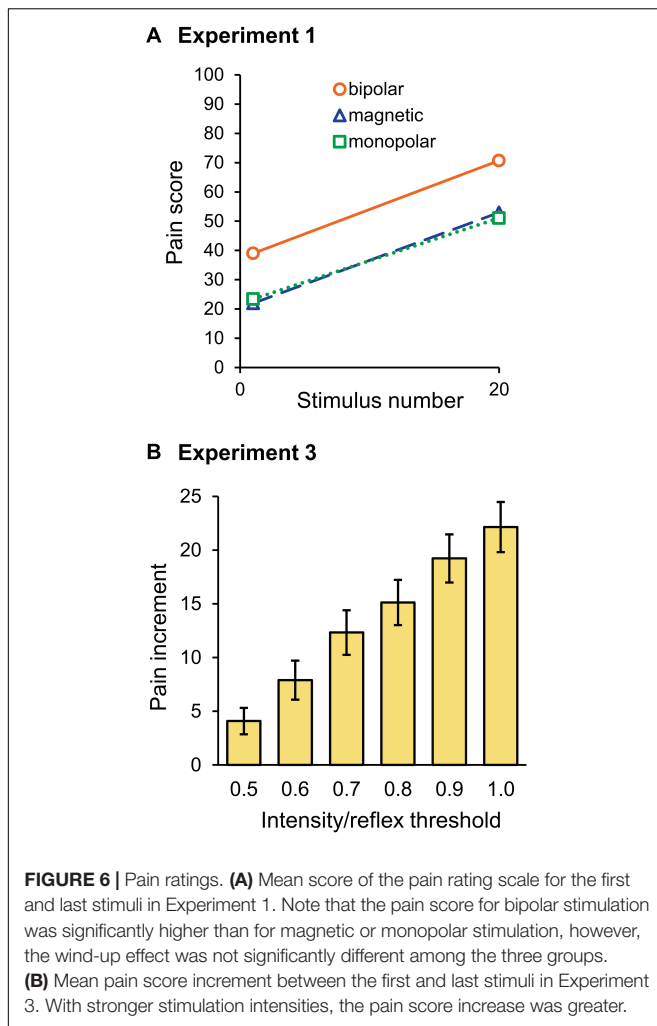 A Experiment 1
100
90
80
70
60
50
40
30
20
10
0
Pain score
bipolar
magnetic
monopolar
0 20
Stimulus number
B Experiment 3
25
20
15
10
5
0
Pain increment
0.5 0.6 0.7 0.8 0.9 1.0
Intensity/reflex threshold
FIGURE 6 | Pain ratings. (A) Mean score of the pain rating scale for the first
and last stimuli in Experiment 1. Note that the pain score for bipolar stimulation
was significantly higher than for magnetic or monopolar stimulation, however,
the wind-up effect was not significantly different among the three groups.
(B) Mean pain score increment between the first and last stimuli in Experiment
3. With stronger stimulation intensities, the pain score increase was greater.